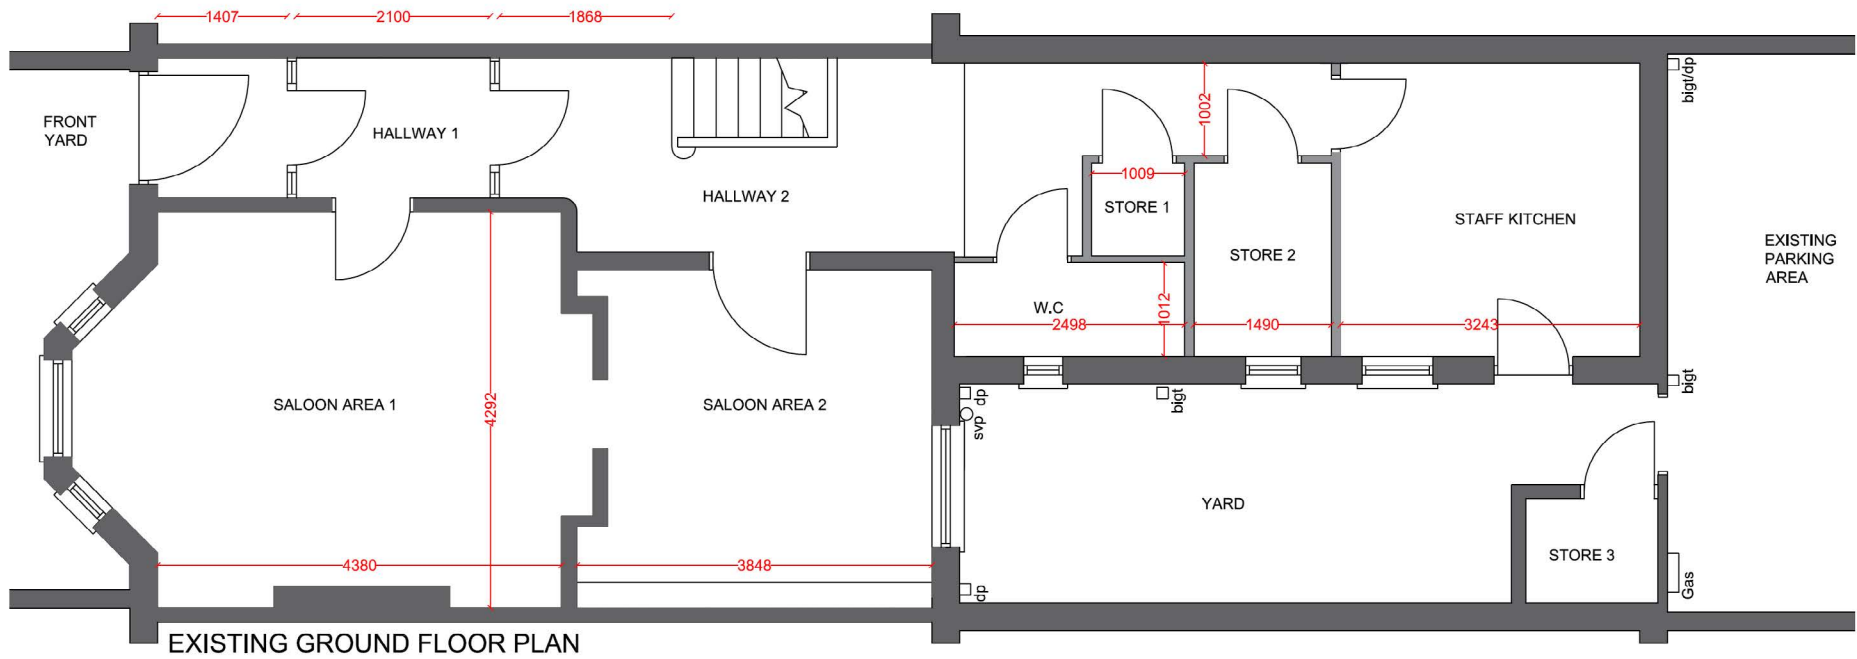 1407
2100
1868
FRONT
YARD
HALLWAY 1
HALLWAY 2
1002
1009
STORE 1
STORE 2
STAFF KITCHEN
bigt/dp
EXISTING
PARKING
AREA
W.C
2498
1012
1490
3243
SALOON AREA 1
4292
SALOON AREA 2
dp
svp
bigt
bigt
YARD
STORE 3
4380
3848
dp
Gas
EXISTING GROUND FLOOR PLAN